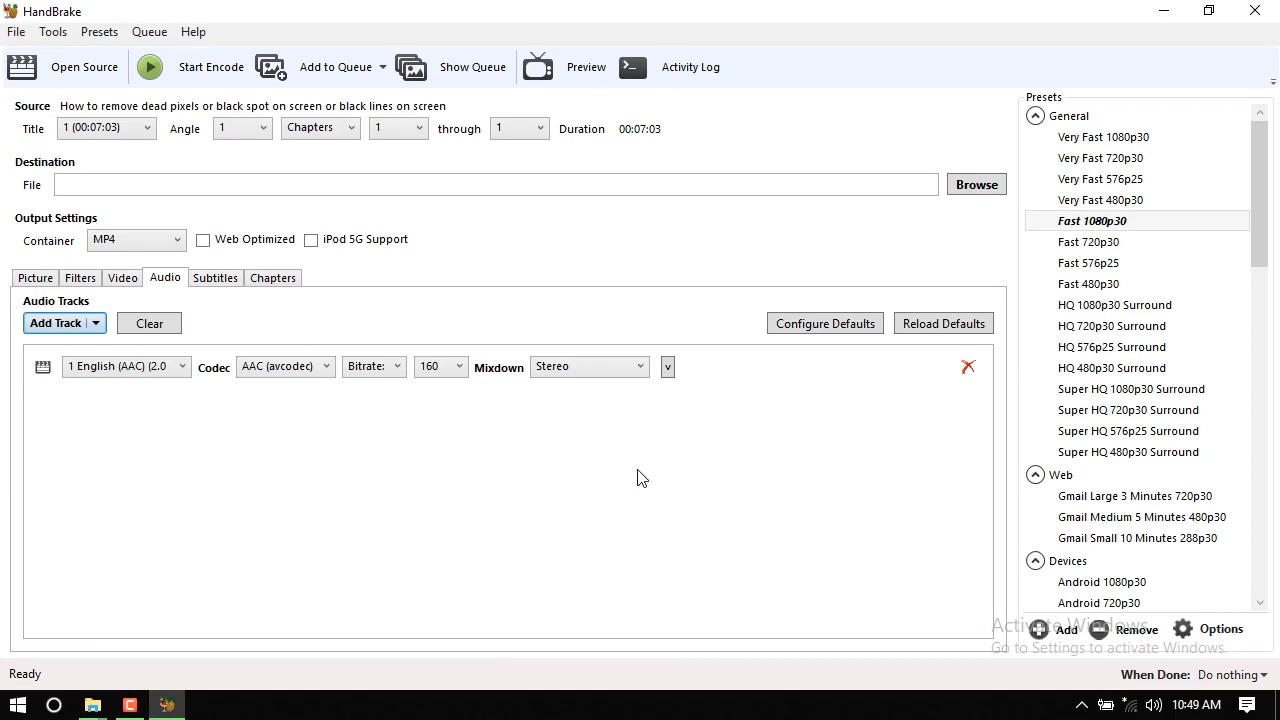 HandBrake
File Tools Presets Queue Help
Open Source Start Encode Add to Queue Show Queue Preview Activity Log
Source How to remove dead pixels or black spot on screen or black lines on screen
Title 1 (00:07:03) Angle 1 Chapters 1 through 1 Duration 00:07:03
Destination
File Browse
Output Settings
Container MP4 Web Optimized iPod 5G Support
Picture Filters Video Audio Subtitles Chapters
Audio Tracks
Add Track Clear Configure Defaults Reload Defaults
1 English (AAC) (2.0 Codec AAC (avcodec) Bitrate: 160 Mixdown Stereo v
Presets
General
Very Fast 1080p30
Very Fast 720p30
Very Fast 576p25
Very Fast 480p30
Fast 1080p30
Fast 720p30
Fast 576p25
Fast 480p30
HQ 1080p30 Surround
HQ 720p30 Surround
HQ 576p25 Surround
HQ 480p30 Surround
Super HQ 1080p30 Surround
Super HQ 720p30 Surround
Super HQ 576p25 Surround
Super HQ 480p30 Surround
Web
Gmail Large 3 Minutes 720p30
Gmail Medium 5 Minutes 480p30
Gmail Small 10 Minutes 288p30
Devices
Android 1080p30
Android 720p30
Add Remove Options
Activate Windows
Go to Settings to activate Windows.
Ready When Done: Do nothing
10:49 AM